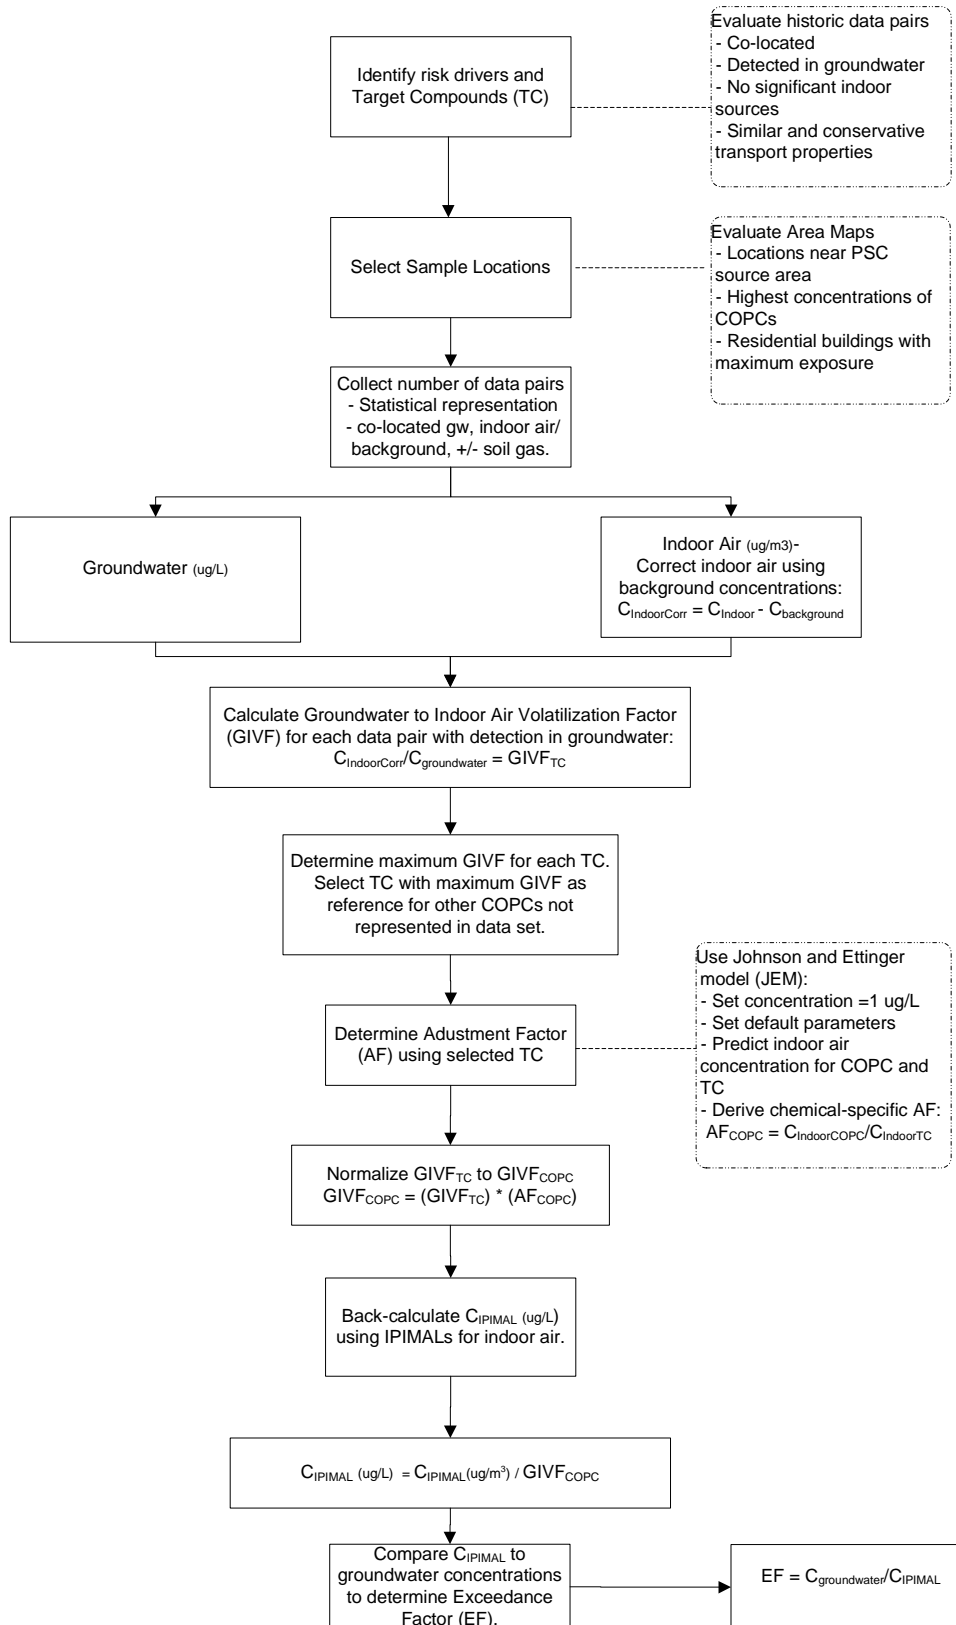 Evaluate historic data pairs
- Co-located
- Detected in groundwater
- No significant indoor
sources
- Similar and conservative
transport properties
Identify risk drivers and
Target Compounds (TC)
Evaluate Area Maps
- Locations near PSC
source area
- Highest concentrations of
COPCs
- Residential buildings with
maximum exposure
Select Sample Locations
Collect number of data pairs
- Statistical representation
- co-located gw, indoor air/
background, +/- soil gas.
Groundwater (ug/L)
Indoor Air (ug/m3)-
Correct indoor air using
background concentrations:
CIndoorCorr = CIndoor - Cbackground
Calculate Groundwater to Indoor Air Volatilization Factor
(GIVF) for each data pair with detection in groundwater:
CIndoorCorr/Cgroundwater = GIVFTC
Determine maximum GIVF for each TC.
Select TC with maximum GIVF as
reference for other COPCs not
represented in data set.
Use Johnson and Ettinger
model (JEM):
- Set concentration =1 ug/L
- Set default parameters
- Predict indoor air
concentration for COPC and
TC
- Derive chemical-specific AF:
AFCOPC = CIndoorCOPC/CIndoorTC
Determine Adustment Factor
(AF) using selected TC
Normalize GIVFTC to GIVFCOPC
GIVFCOPC = (GIVFTC) * (AFCOPC)
Back-calculate CIPIMAL (ug/L)
using IPIMALs for indoor air.
CIPIMAL (ug/L) = CIPIMAL(ug/m³) / GIVFCOPC
Compare CIPIMAL to
groundwater concentrations
to determine Exceedance
Factor (EF).
EF = Cgroundwater/CIPIMAL